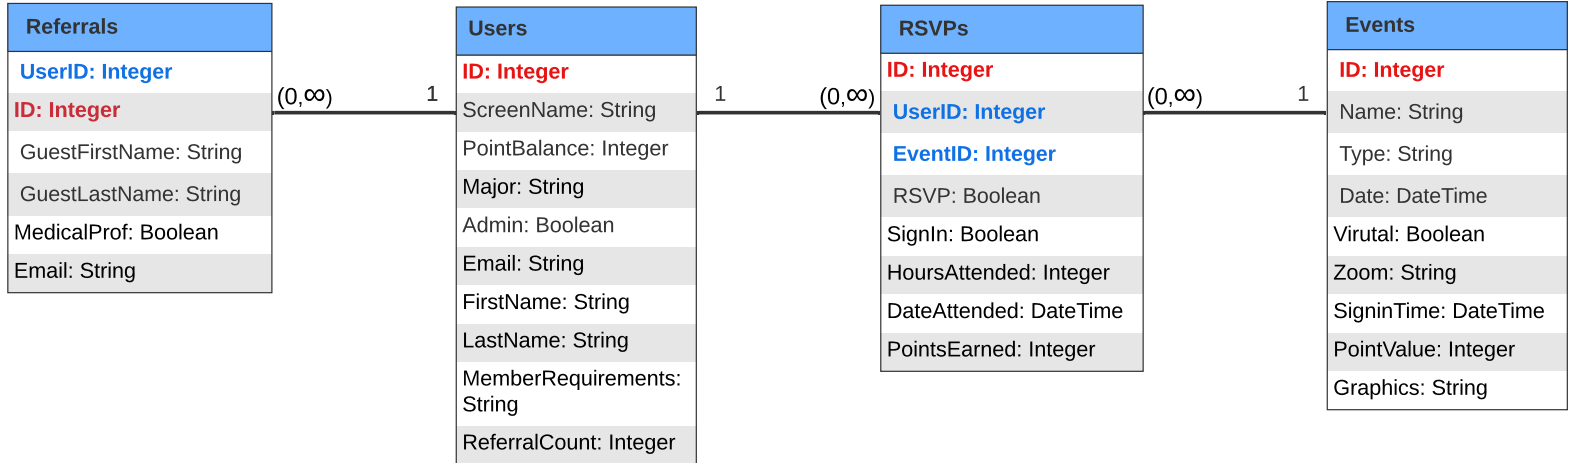 Referrals
UserID: Integer
ID: Integer
GuestFirstName: String
GuestLastName: String
MedicalProf: Boolean
Email: String
(0,∞)
1
Users
ID: Integer
ScreenName: String
PointBalance: Integer
Major: String
Admin: Boolean
Email: String
FirstName: String
LastName: String
MemberRequirements:
String
ReferralCount: Integer
1
(0,∞)
RSVPs
ID: Integer
UserID: Integer
EventID: Integer
RSVP: Boolean
SignIn: Boolean
HoursAttended: Integer
DateAttended: DateTime
PointsEarned: Integer
(0,∞)
1
Events
ID: Integer
Name: String
Type: String
Date: DateTime
Virutal: Boolean
Zoom: String
SigninTime: DateTime
PointValue: Integer
Graphics: String